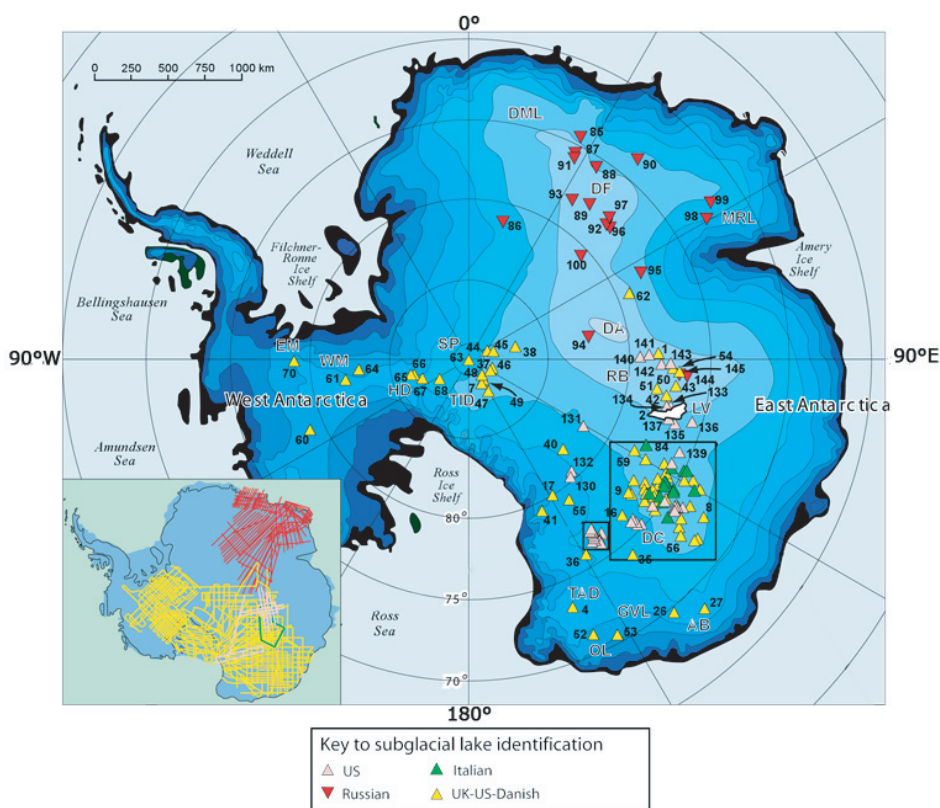 0°
0 250 500 750 1000 km
DML
85
87
91
88
90
Weddell
Sea
DF
93
89
97
99
98
MRL
92
96
86
Filchner-
Ronne
Ice
Shelf
Amery
Ice
Shelf
100
95
Bellingshausen
Sea
62
DA
94
90°W
90°E
EM
70
WM
64
61
SP
44
45
38
63
37
46
48
7
TID
47
49
66
65
HD
67
68
141
1
143
54
140
142
145
RB
50
144
51
43
133
134
42
2
LV
137
135
136
West Antarctica
East Antarctica
60
131
84
139
40
59
Amundsen
Sea
Ross
Ice
Shelf
132
130
9
17
55
16
8
41
80°
DC
56
36
35
75°
TAD
4
GVL
26
27
AB
Ross
Sea
52
53
OL
70°
180°
Key to subglacial lake identification
US
Italian
Russian
UK-US-Danish